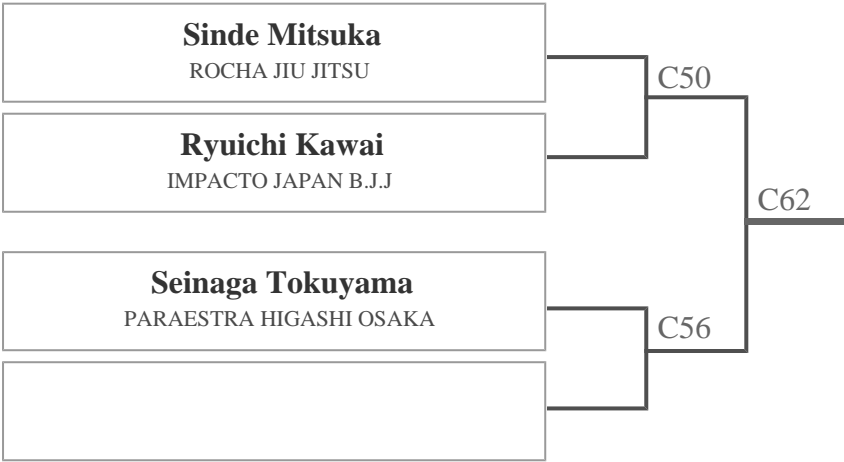 Sinde Mitsuka
ROCHA JIU JITSU
C50
Ryuichi Kawai
IMPACTO JAPAN B.J.J
C62
Seinaga Tokuyama
PARAESTRA HIGASHI OSAKA
C56